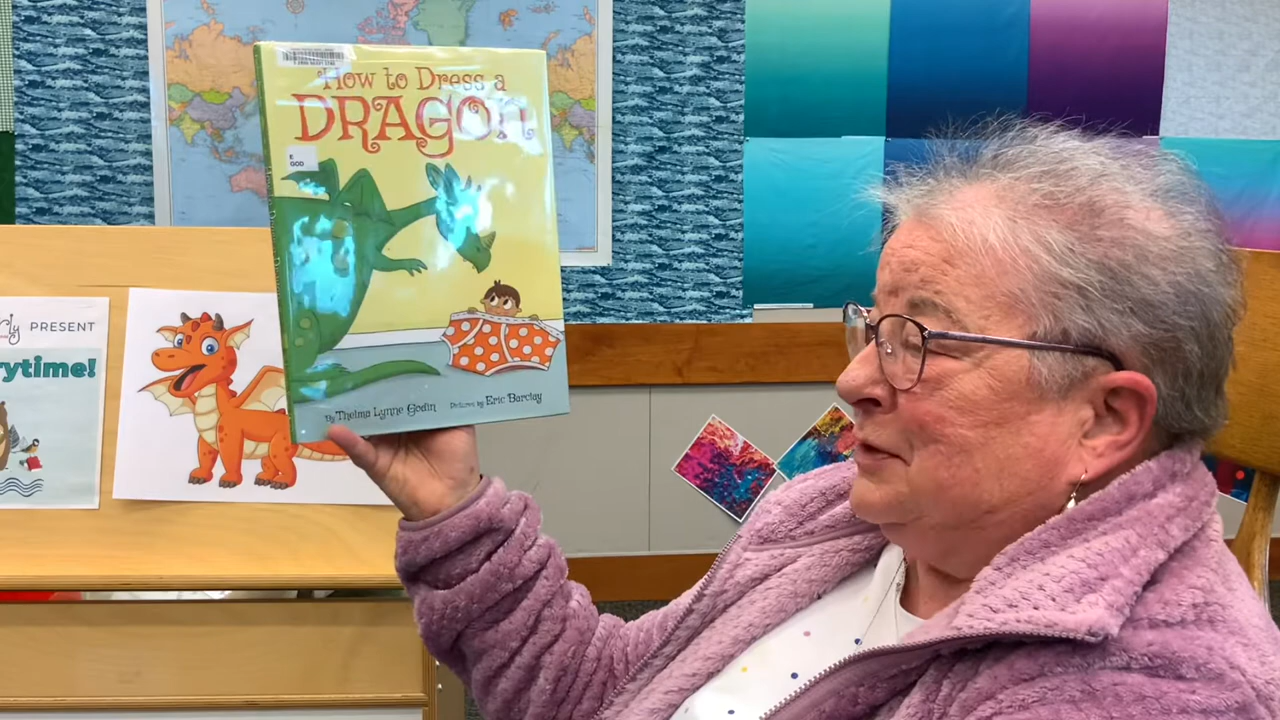 How to Dress a
DRAGON
E
GOD
By Thelma Lynne Godin Pictures by Eric Barclay
PRESENT
rytime!